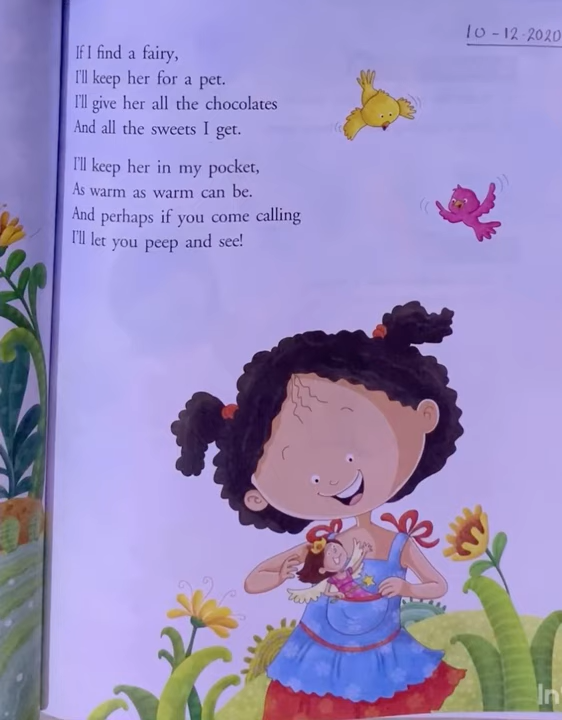 10-12-2020
If I find a fairy,
I'll keep her for a pet.
I'll give her all the chocolates
And all the sweets I get.
I'll keep her in my pocket,
As warm as warm can be.
And perhaps if you come calling
I'll let you peep and see!